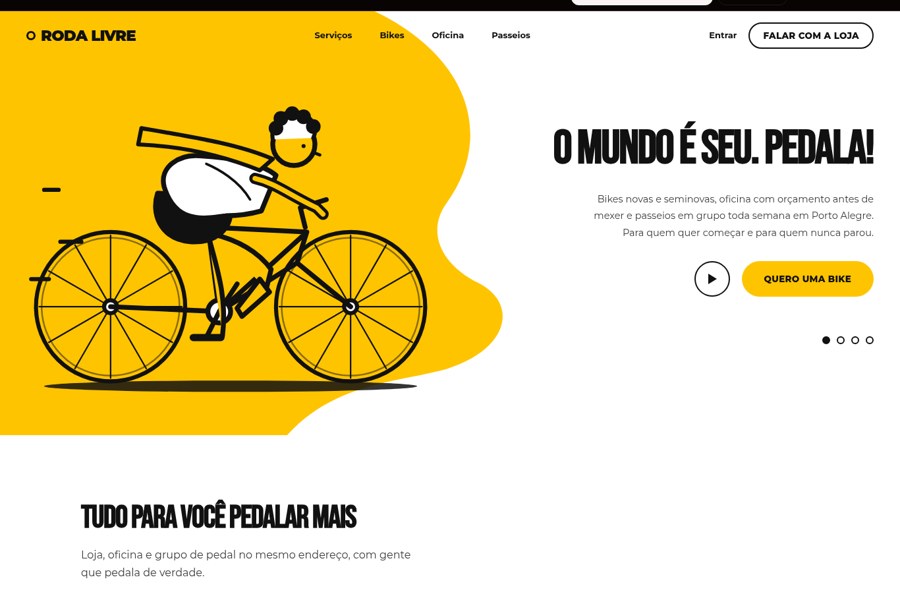 RODA LIVRE
Serviços
Bikes
Oficina
Passeios
Entrar
FALAR COM A LOJA
O MUNDO É SEU. PEDALA!
Bikes novas e seminovas, oficina com orçamento antes de
mexer e passeios em grupo toda semana em Porto Alegre.
Para quem quer começar e para quem nunca parou.
QUERO UMA BIKE
TUDO PARA VOCÊ PEDALAR MAIS
Loja, oficina e grupo de pedal no mesmo endereço, com gente
que pedala de verdade.